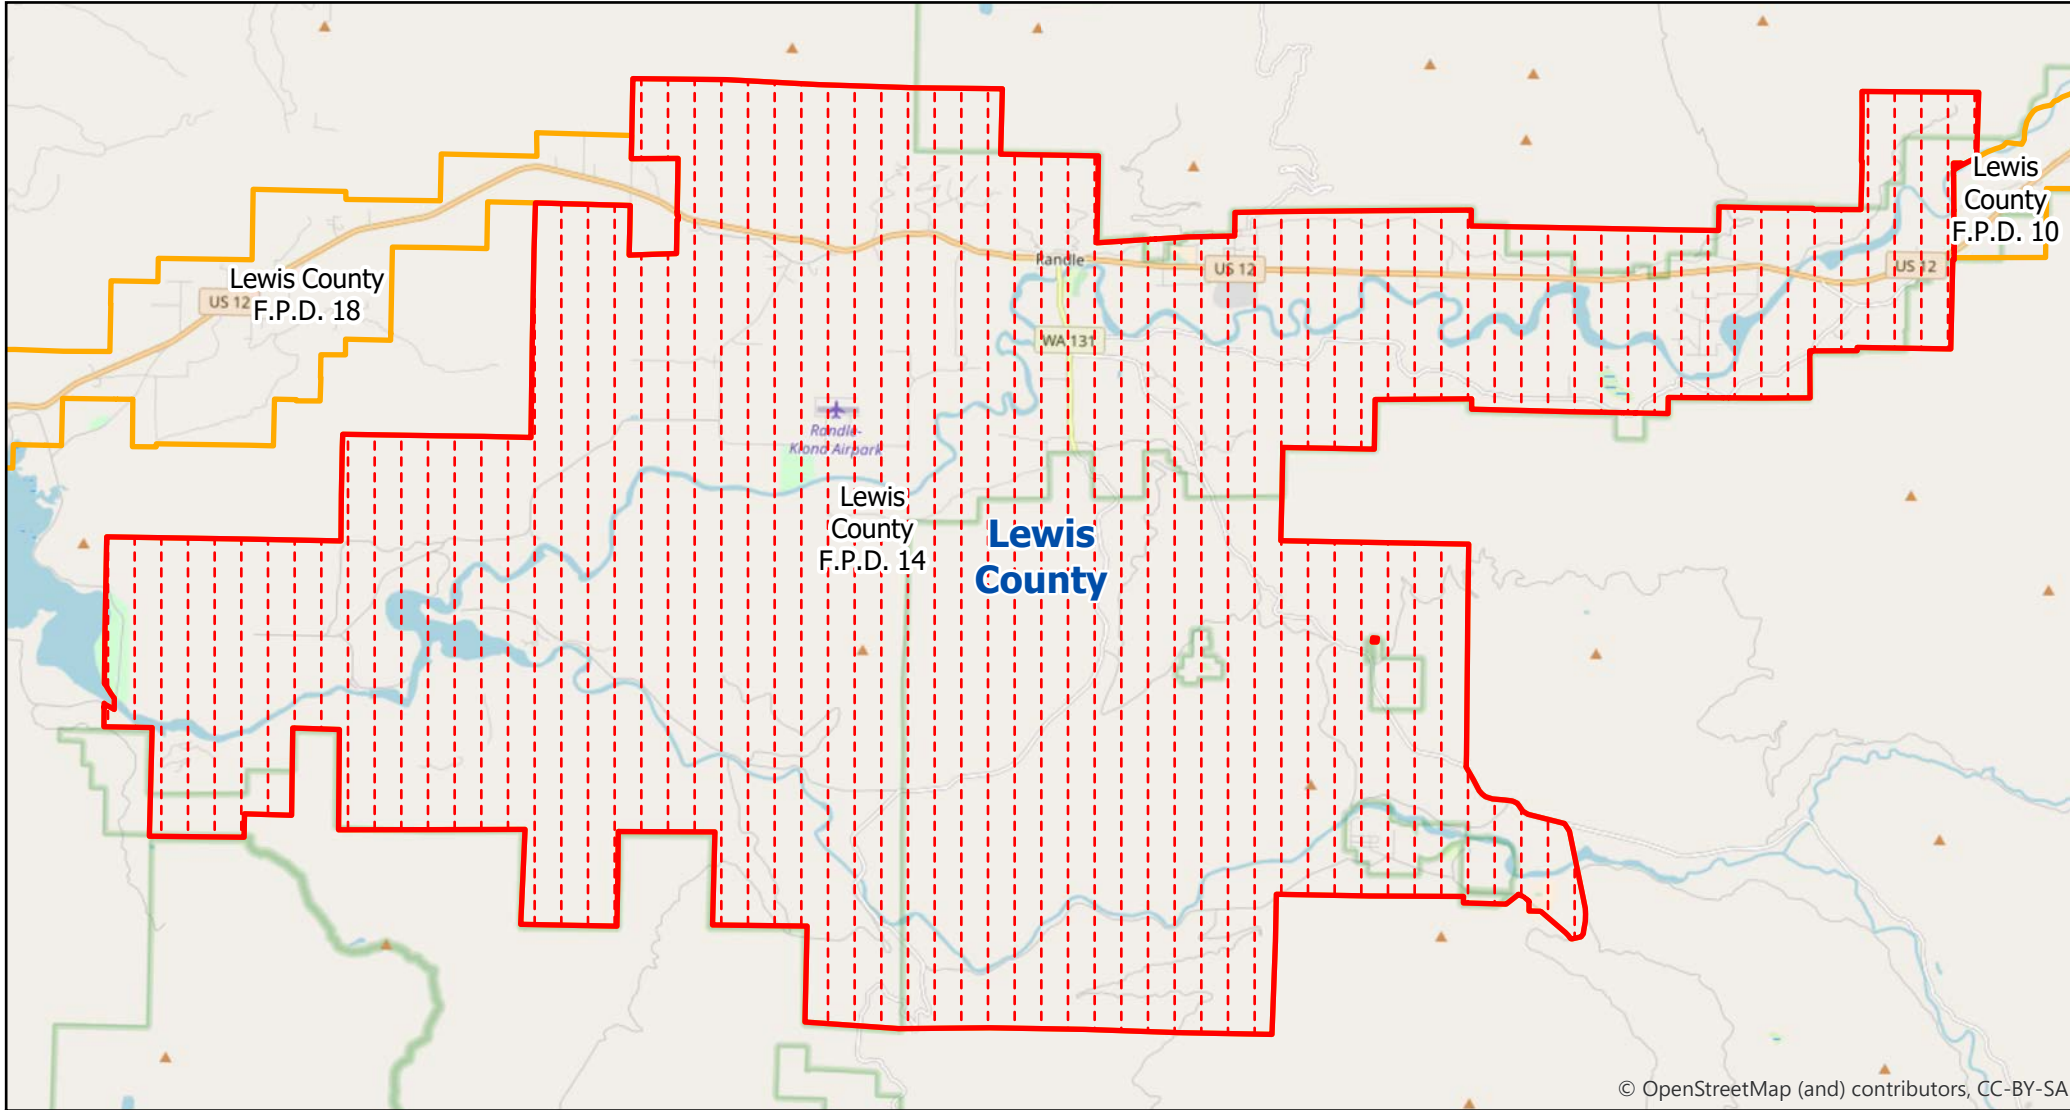 Lewis
County
F.P.D. 10
Randle
US 12
US 12
Lewis County
F.P.D. 18
US 12
WA 131
Randle-
Kiona Airpark
Lewis
County
F.P.D. 14
Lewis
County
© OpenStreetMap (and) contributors, CC-BY-SA